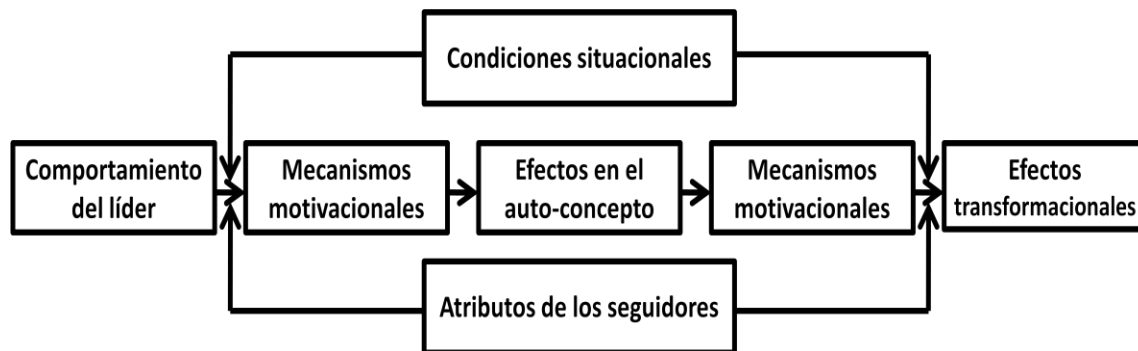 Condiciones situacionales
Comportamiento
del líder
Mecanismos
motivacionales
Efectos en el
auto-concepto
Mecanismos
motivacionales
Efectos
transformacionales
Atributos de los seguidores